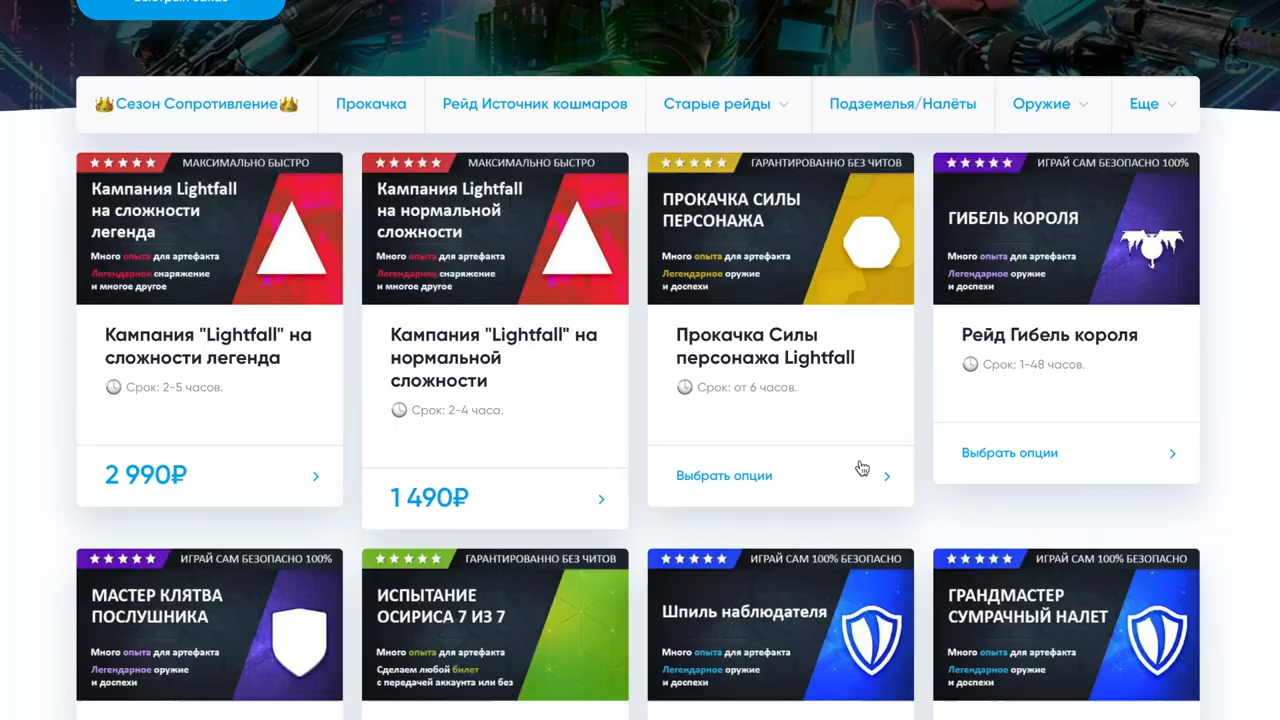 👑Сезон Сопротивление👑
Прокачка
Рейд Источник кошмаров
Старые рейды
Подземелья/Налёты
Оружие
Еще
МАКСИМАЛЬНО БЫСТРО
Кампания Lightfall
на сложности
легенда
Много опыта для артефакта
Легендарное снаряжение
и многое другое
Кампания "Lightfall" на
сложности легенда
Срок: 2-5 часов.
2 990₽
МАКСИМАЛЬНО БЫСТРО
Кампания Lightfall
на нормальной
сложности
Много опыта для артефакта
Легендарное снаряжение
и многое другое
Кампания "Lightfall" на
нормальной
сложности
Срок: 2-4 часа.
1 490₽
ГАРАНТИРОВАННО БЕЗ ЧИТОВ
ПРОКАЧКА СИЛЫ
ПЕРСОНАЖА
Много опыта для артефакта
Легендарное оружие
и доспехи
Прокачка Силы
персонажа Lightfall
Срок: от 6 часов.
Выбрать опции
ИГРАЙ САМ БЕЗОПАСНО 100%
ГИБЕЛЬ КОРОЛЯ
Много опыта для артефакта
Легендарное оружие
и доспехи
Рейд Гибель короля
Срок: 1-48 часов.
Выбрать опции
ИГРАЙ САМ БЕЗОПАСНО 100%
МАСТЕР КЛЯТВА
ПОСЛУШНИКА
Много опыта для артефакта
Легендарное оружие
и доспехи
ГАРАНТИРОВАННО БЕЗ ЧИТОВ
ИСПЫТАНИЕ
ОСИРИСА 7 ИЗ 7
Много опыта для артефакта
Сделаем любой билет
с передачей аккаунта или без
ИГРАЙ САМ 100% БЕЗОПАСНО
Шпиль наблюдателя
Много опыта для артефакта
Легендарное оружие
и доспехи
ИГРАЙ САМ 100% БЕЗОПАСНО
ГРАНДМАСТЕР
СУМРАЧНЫЙ НАЛЕТ
Много опыта для артефакта
Легендарное оружие
и доспехи